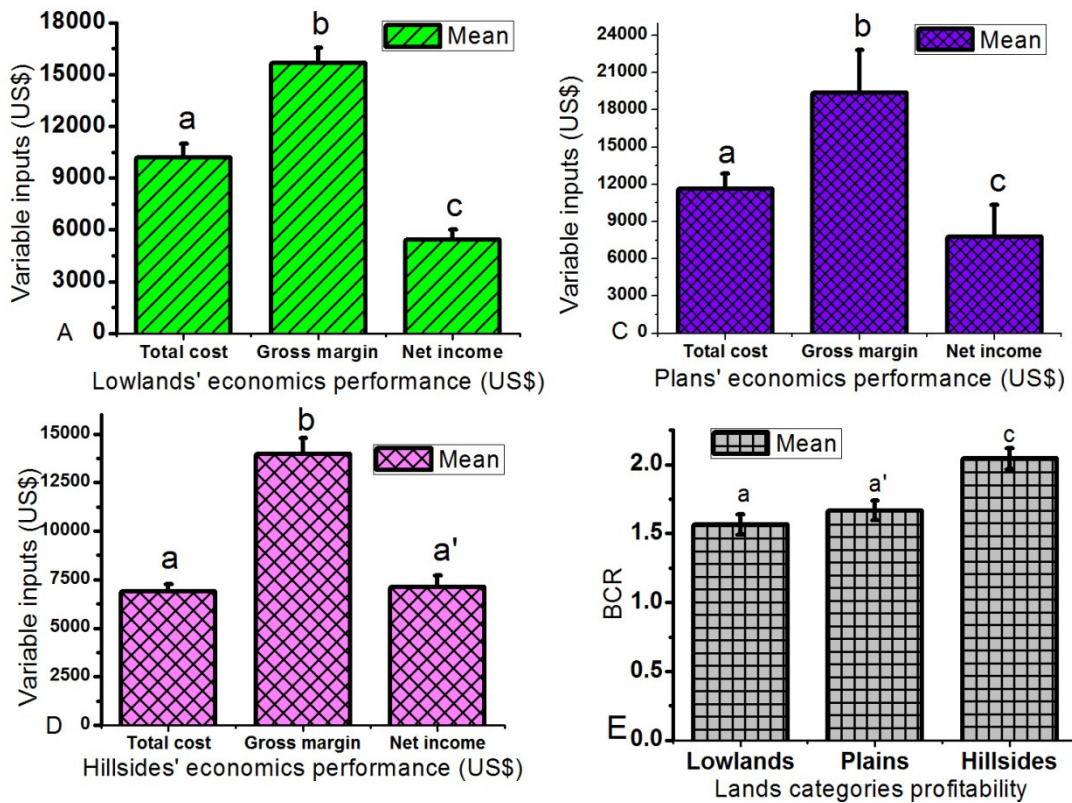 18000
15000
12000
9000
6000
3000
0
Variable inputs (US$)
Mean
a
b
c
A
Total cost Gross margin Net income
Lowlands' economics performance (US$)
24000
21000
18000
15000
12000
9000
6000
3000
0
Variable inputs (US$)
Mean
a
b
c
C
Total cost Gross margin Net income
Plans' economics performance (US$)
15000
12500
10000
7500
5000
2500
0
Variable inputs (US$)
Mean
a
b
a'
D
Total cost Gross margin Net income
Hillsides' economics performance (US$)
2.0
1.5
1.0
0.5
0.0
BCR
Mean
a
a'
c
E
Lowlands Plains Hillsides
Lands categories profitability